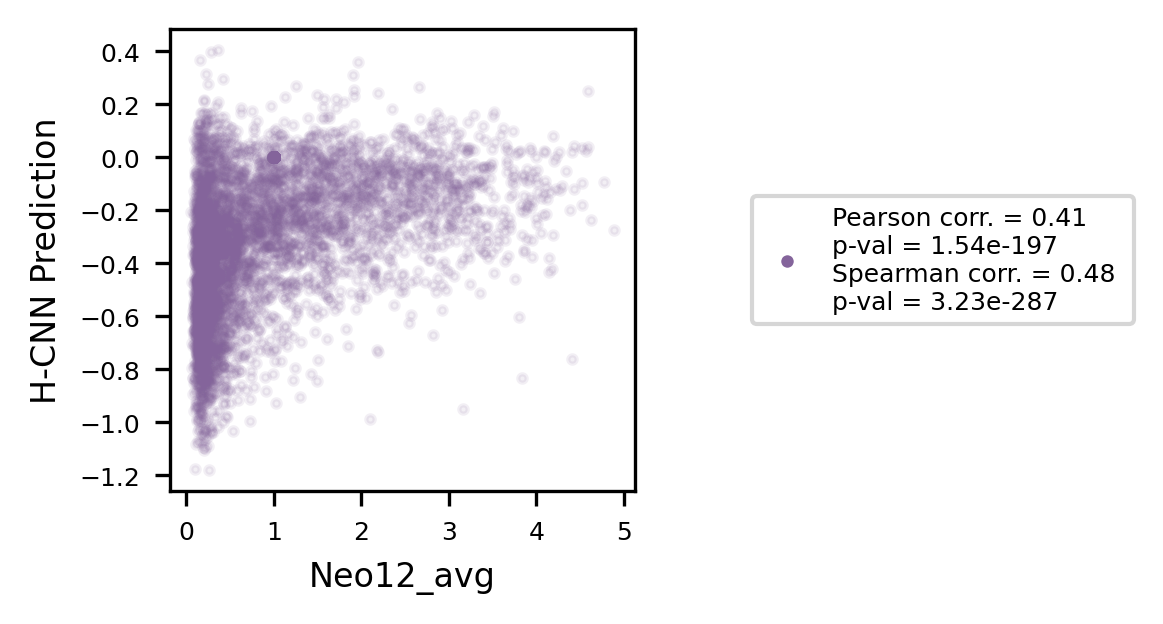 H-CNN Prediction
0.4
0.2
0.0
−0.2
−0.4
−0.6
−0.8
−1.0
−1.2
0 1 2 3 4 5
Neo12_avg
Pearson corr. = 0.41
p-val = 1.54e-197
Spearman corr. = 0.48
p-val = 3.23e-287